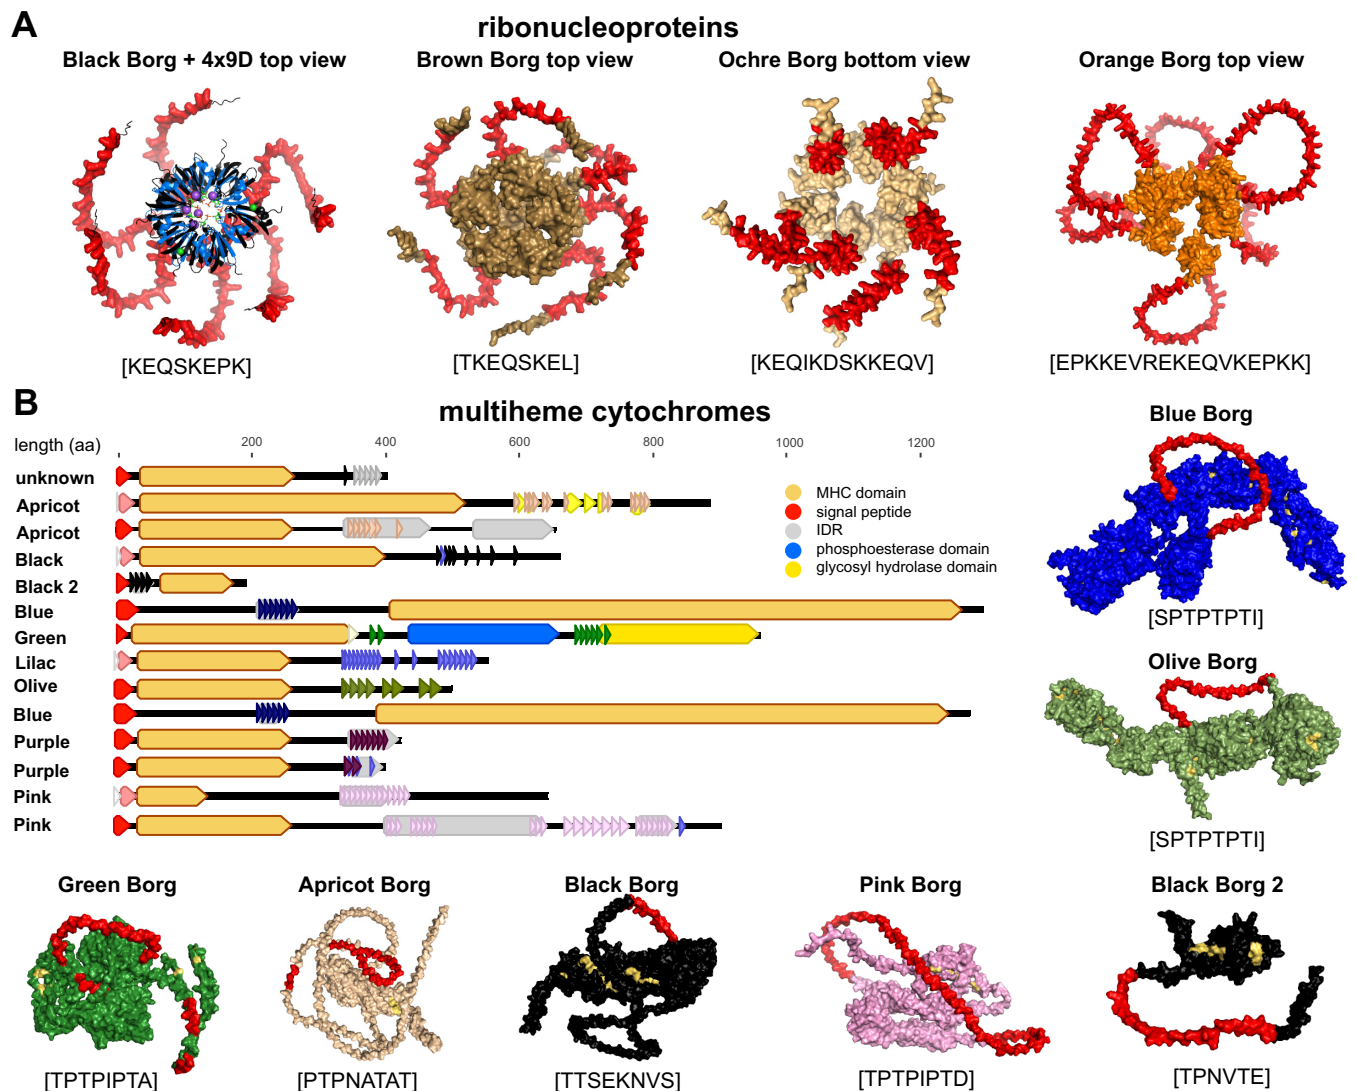 A
ribonucleoproteins
Black Borg + 4x9D top view
Brown Borg top view
Ochre Borg bottom view
Orange Borg top view
[KEQSKEPK]
[TKEQSKEL]
[KEQIKDSKKEQV]
[EPKKEVREKEQVKEPKK]
B
multiheme cytochromes
length (aa)
200
400
600
800
1000
1200
unknown
Apricot
Apricot
Black
Black 2
Blue
Green
Lilac
Olive
Blue
Purple
Purple
Pink
Pink
MHC domain
signal peptide
IDR
phosphoesterase domain
glycosyl hydrolase domain
Blue Borg
[SPTPTPTI]
Olive Borg
[SPTPTPTI]
Green Borg
Apricot Borg
Black Borg
Pink Borg
Black Borg 2
[TPTPIPTA]
[PTPNATAT]
[TTSEKNVS]
[TPTPIPTD]
[TPNVTE]